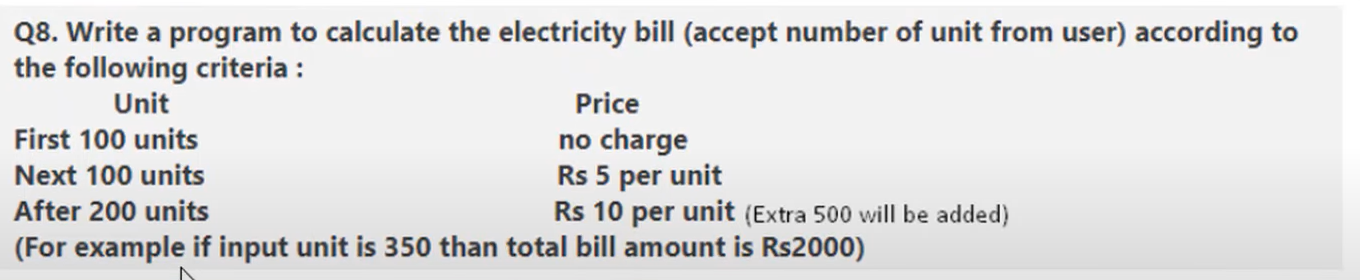 Q8. Write a program to calculate the electricity bill (accept number of unit from user) according to
the following criteria :
Unit Price
First 100 units no charge
Next 100 units Rs 5 per unit
After 200 units Rs 10 per unit (Extra 500 will be added)
(For example if input unit is 350 than total bill amount is Rs2000)